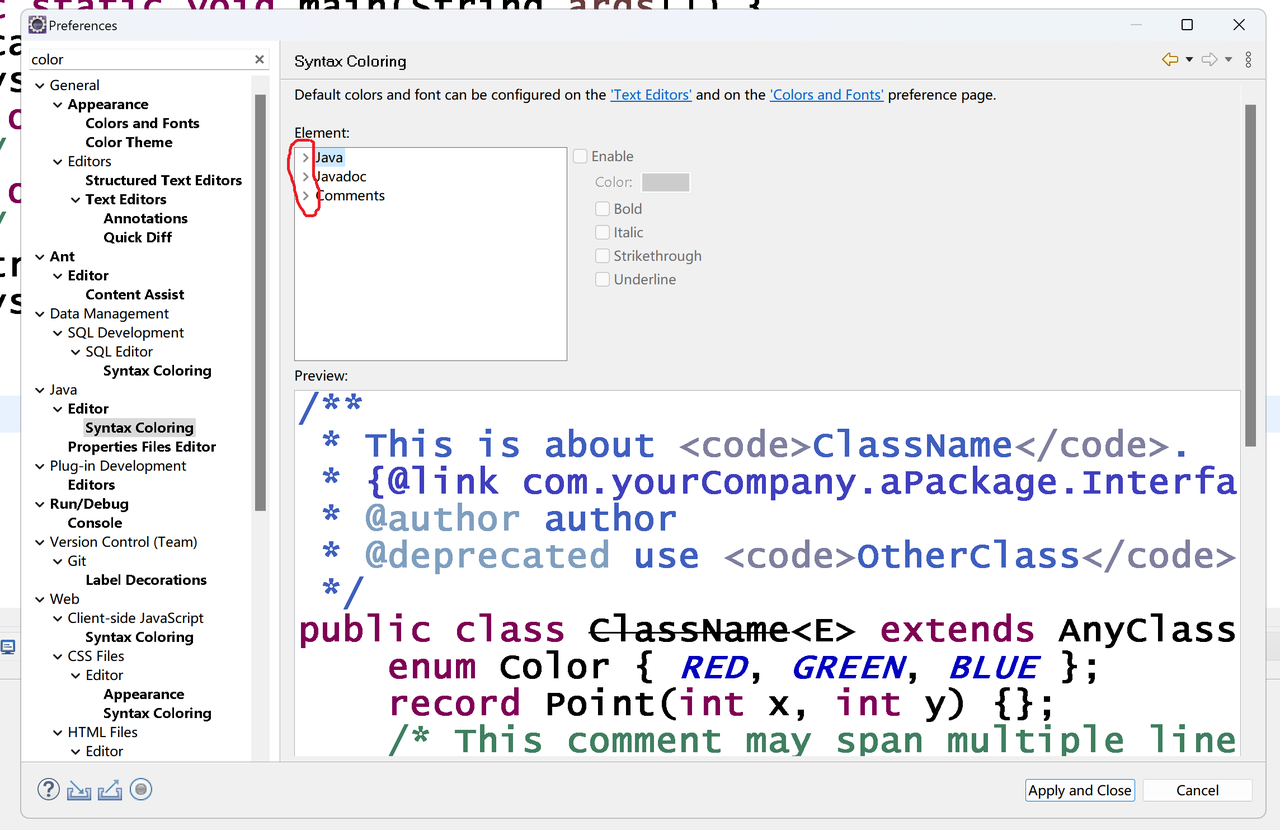 static void main(String args[]) {
Preferences
color
General
Appearance
Colors and Fonts
Color Theme
Editors
Structured Text Editors
Text Editors
Annotations
Quick Diff
Ant
Editor
Content Assist
Data Management
SQL Development
SQL Editor
Syntax Coloring
Java
Editor
Syntax Coloring
Properties Files Editor
Plug-in Development
Editors
Run/Debug
Console
Version Control (Team)
Git
Label Decorations
Web
Client-side JavaScript
Syntax Coloring
CSS Files
Editor
Appearance
Syntax Coloring
HTML Files
Editor
Syntax Coloring
Default colors and font can be configured on the 'Text Editors' and on the 'Colors and Fonts' preference page.
Element:
Java
Javadoc
Comments
Enable
Color:
Bold
Italic
Strikethrough
Underline
Preview:
/**
* This is about <code>ClassName</code>.
* {@link com.yourCompany.aPackage.Interfa
* @author author
* @deprecated use <code>OtherClass</code>
*/
public class ClassName<E> extends AnyClass
enum Color { RED, GREEN, BLUE };
record Point(int x, int y) {};
/* This comment may span multiple line
Apply and Close
Cancel